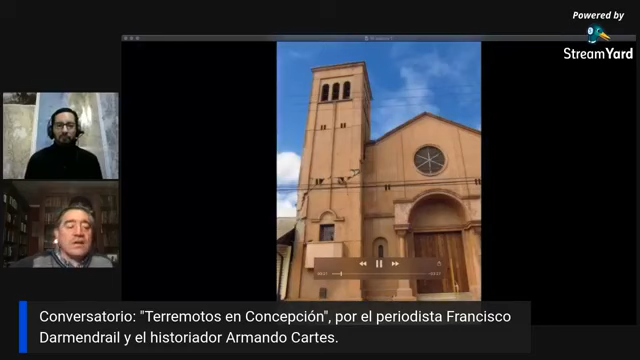 Powered by
StreamYard
Conversatorio: "Terremotos en Concepción", por el periodista Francisco
Darmendrail y el historiador Armando Cartes.